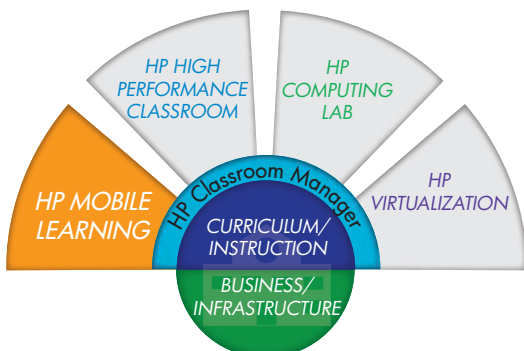 HP HIGH
PERFORMANCE
CLASSROOM
HP
COMPUTING
LAB
HP MOBILE
LEARNING
HP
VIRTUALIZATION
HP Classroom Manager
CURRICULUM/
INSTRUCTION
BUSINESS/
INFRASTRUCTURE